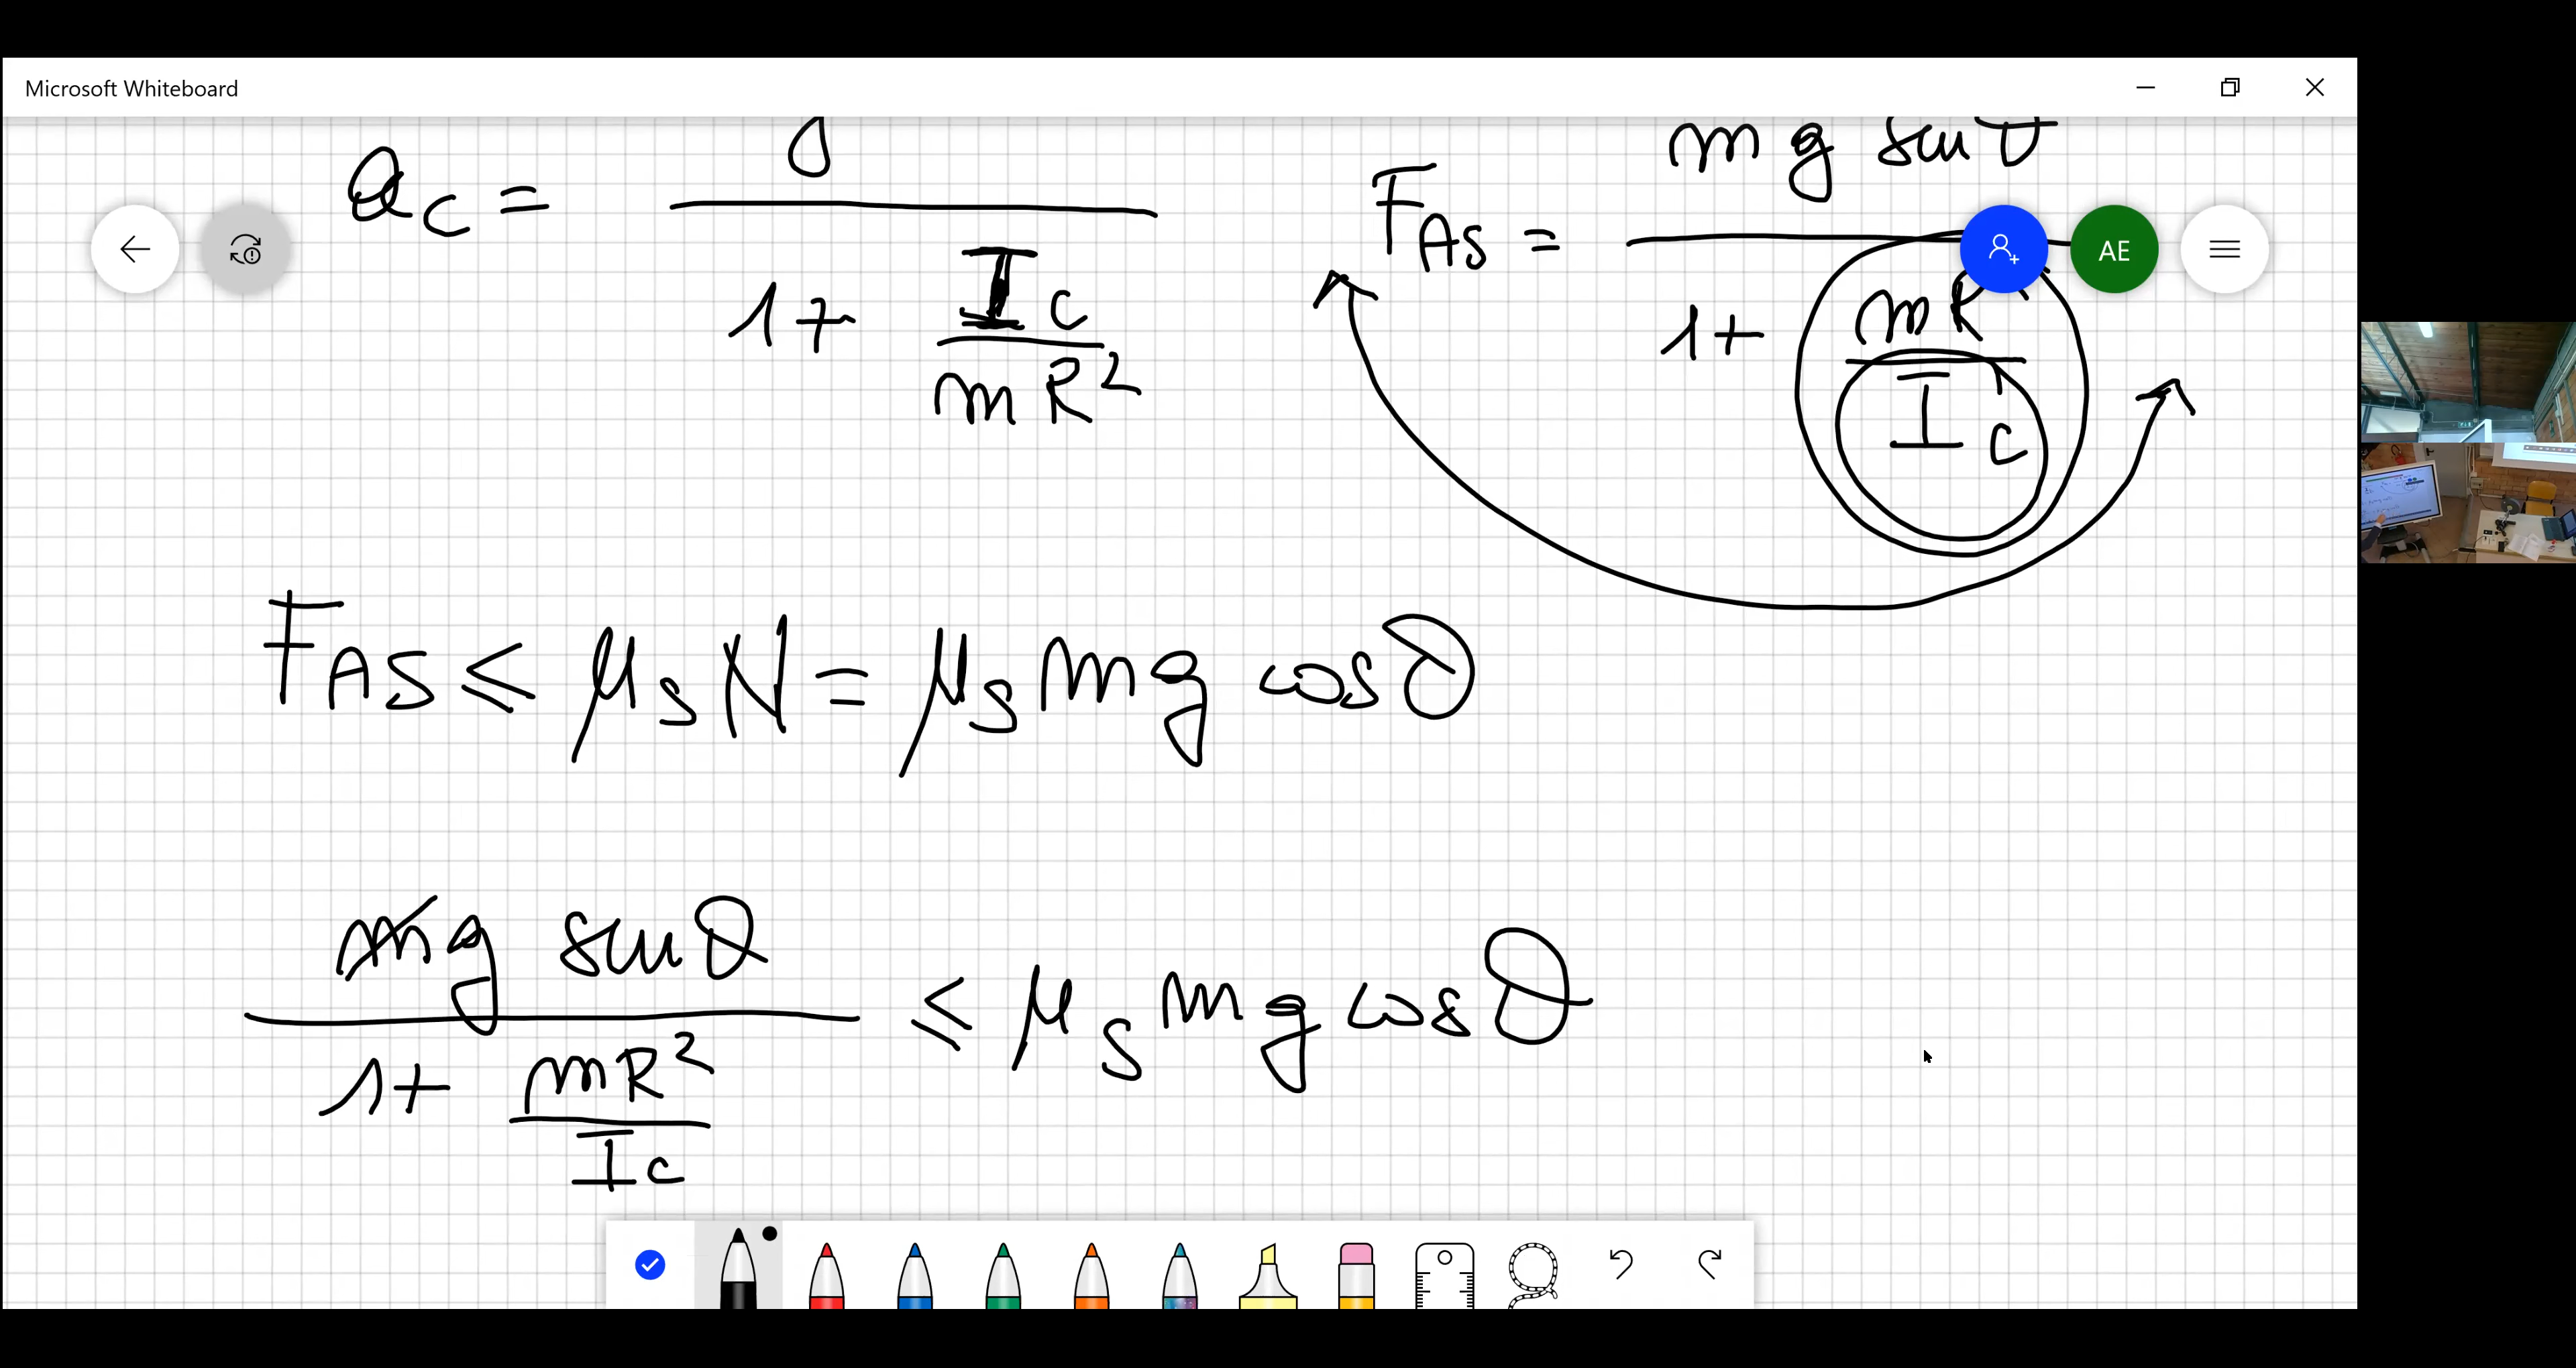 Microsoft Whiteboard
a_C = g / (1 + I_C / mR²)
F_AS = mg sin ϑ / (1 + mR² / I_C)
AE
F_AS ≤ μ_S N = μ_S mg cos ϑ
mg sin ϑ / (1 + mR² / I_C) ≤ μ_S mg cos ϑ